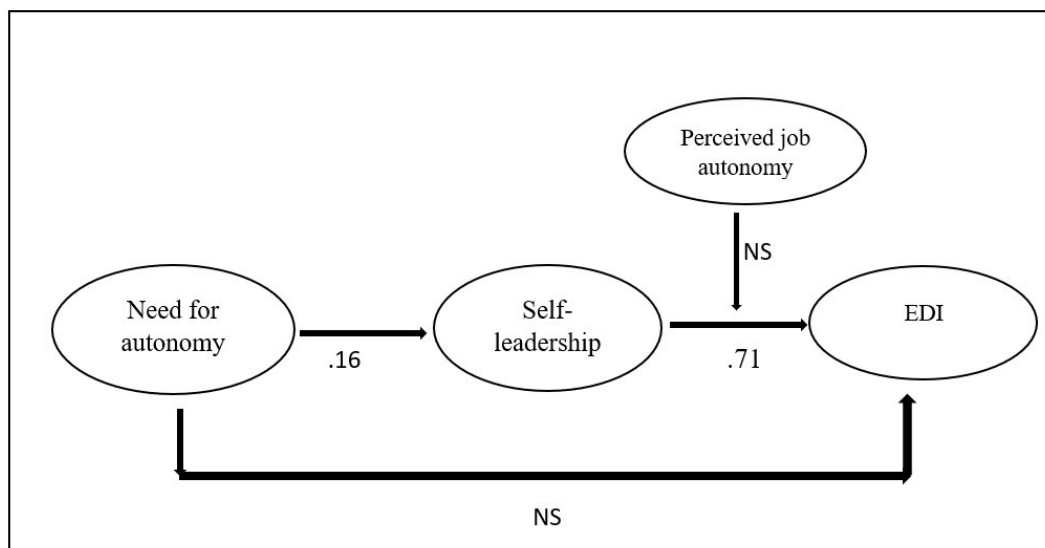 Perceived job
autonomy
NS
Need for
autonomy
.16
Self-
leadership
.71
EDI
NS